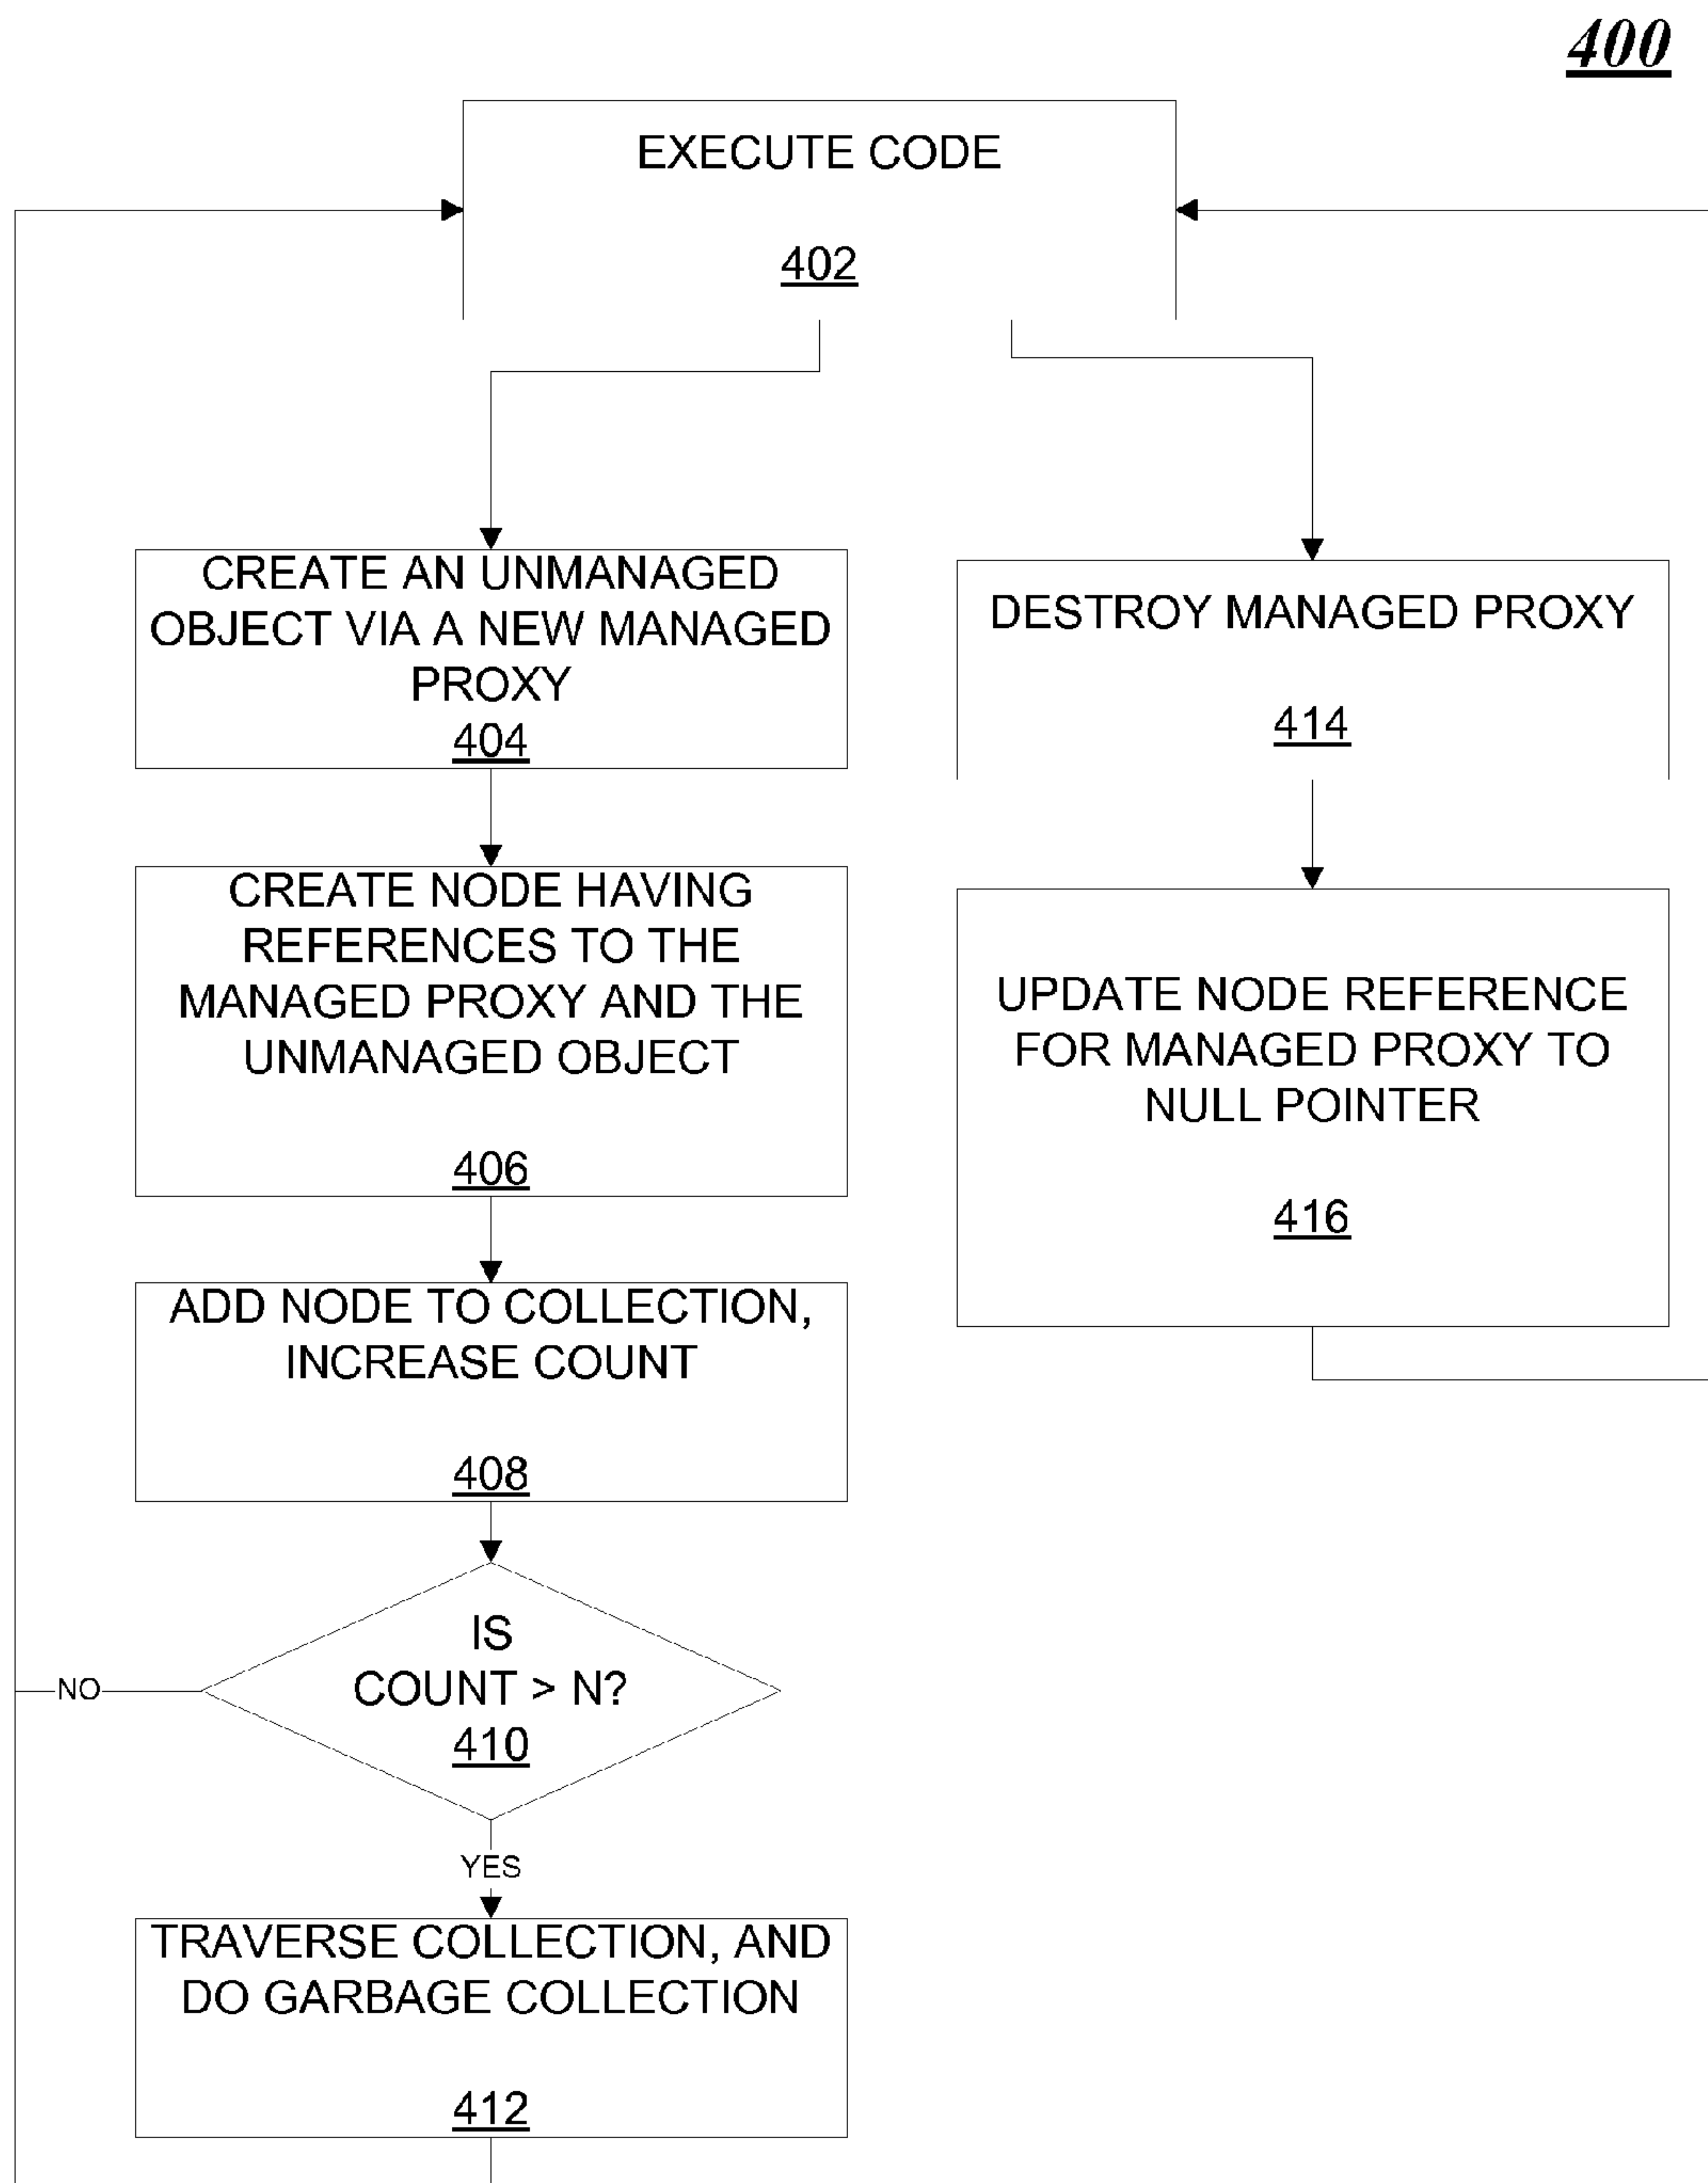 400
EXECUTE CODE
402
CREATE AN UNMANAGED
OBJECT VIA A NEW MANAGED
PROXY
404
DESTROY MANAGED PROXY
414
CREATE NODE HAVING
REFERENCES TO THE
MANAGED PROXY AND THE
UNMANAGED OBJECT
406
UPDATE NODE REFERENCE
FOR MANAGED PROXY TO
NULL POINTER
416
ADD NODE TO COLLECTION,
INCREASE COUNT
408
IS
COUNT > N?
410
NO
YES
TRAVERSE COLLECTION, AND
DO GARBAGE COLLECTION
412